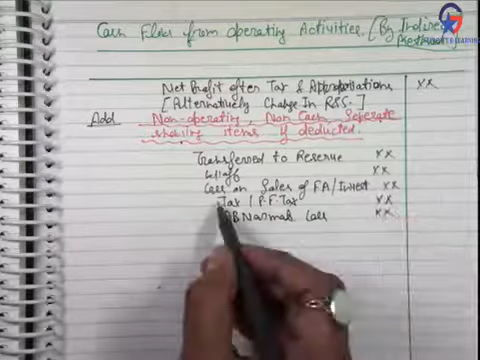 Cash Flow from operating Activities. [By Indirect
Method]
Net Profit after Tax & Appropriations xx
[Alternatively Change In R&S.]
Add Non-operating, Non Cash, Seperate
showing items if deducted.
Transferred to Reserve xx
W/off xx
Loss on Sales of FA/Invest xx
Tax / P.F. Tax xx
Normal Loss xx